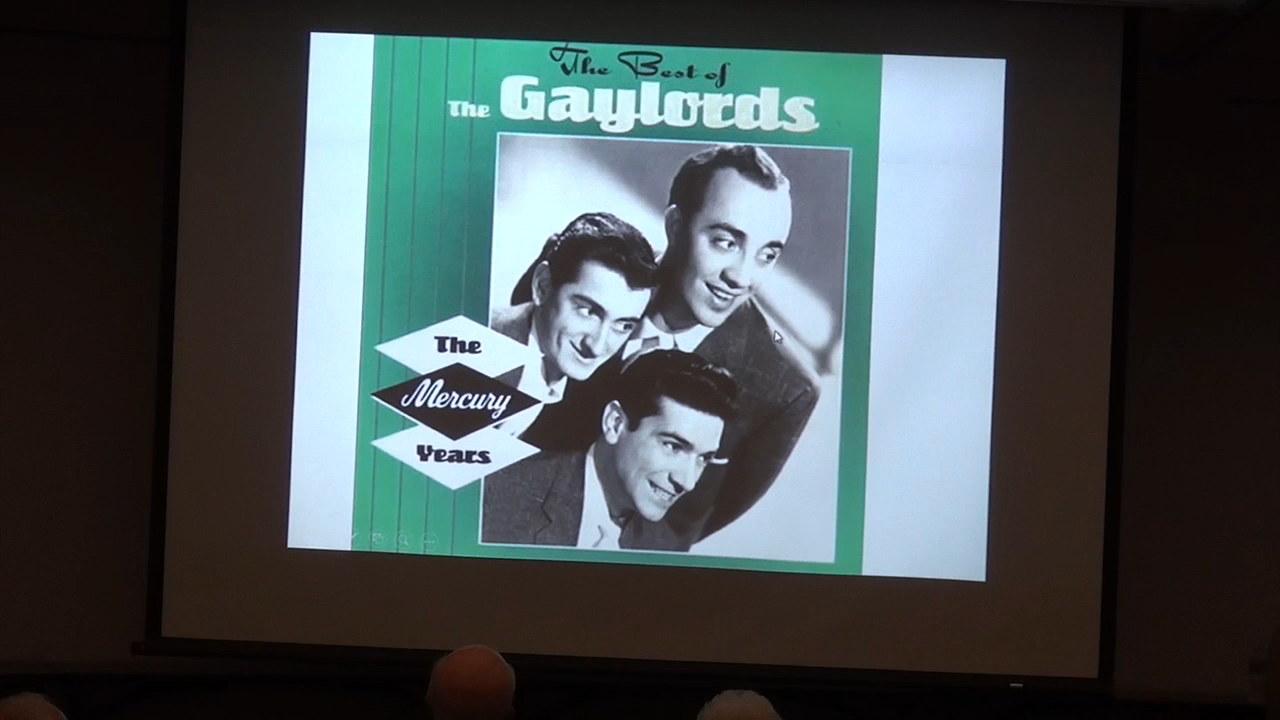 The Best of
The Gaylords
The
Mercury
Years